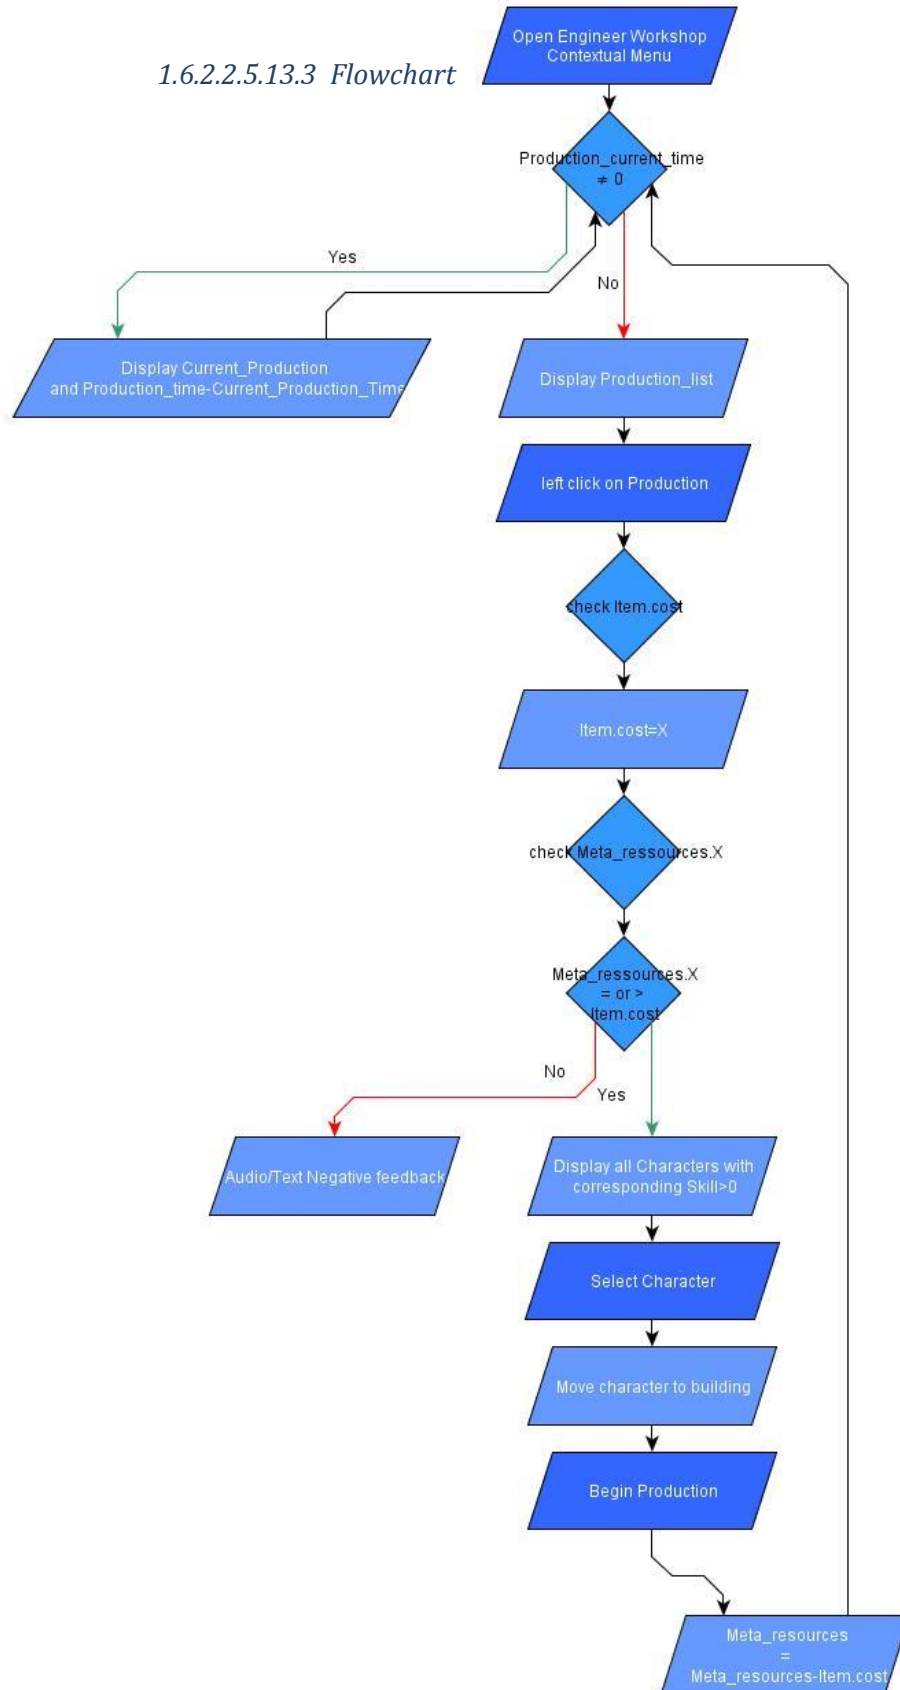 Open Engineer Workshop
Contextual Menu
1.6.2.2.5.13.3 Flowchart
Production_current_time
≠ 0
Yes
No
Display Current_Production
and Production_time-Current_Production_Time
Display Production_list
left click on Production
check Item.cost
Item.cost=X
check Meta_ressources.X
Meta_ressources.X
= or >
Item.cost
No
Yes
Audio/Text Negative feedback
Display all Characters with
corresponding Skill>0
Select Character
Move character to building
Begin Production
Meta_resources
=
Meta_resources-Item.cost